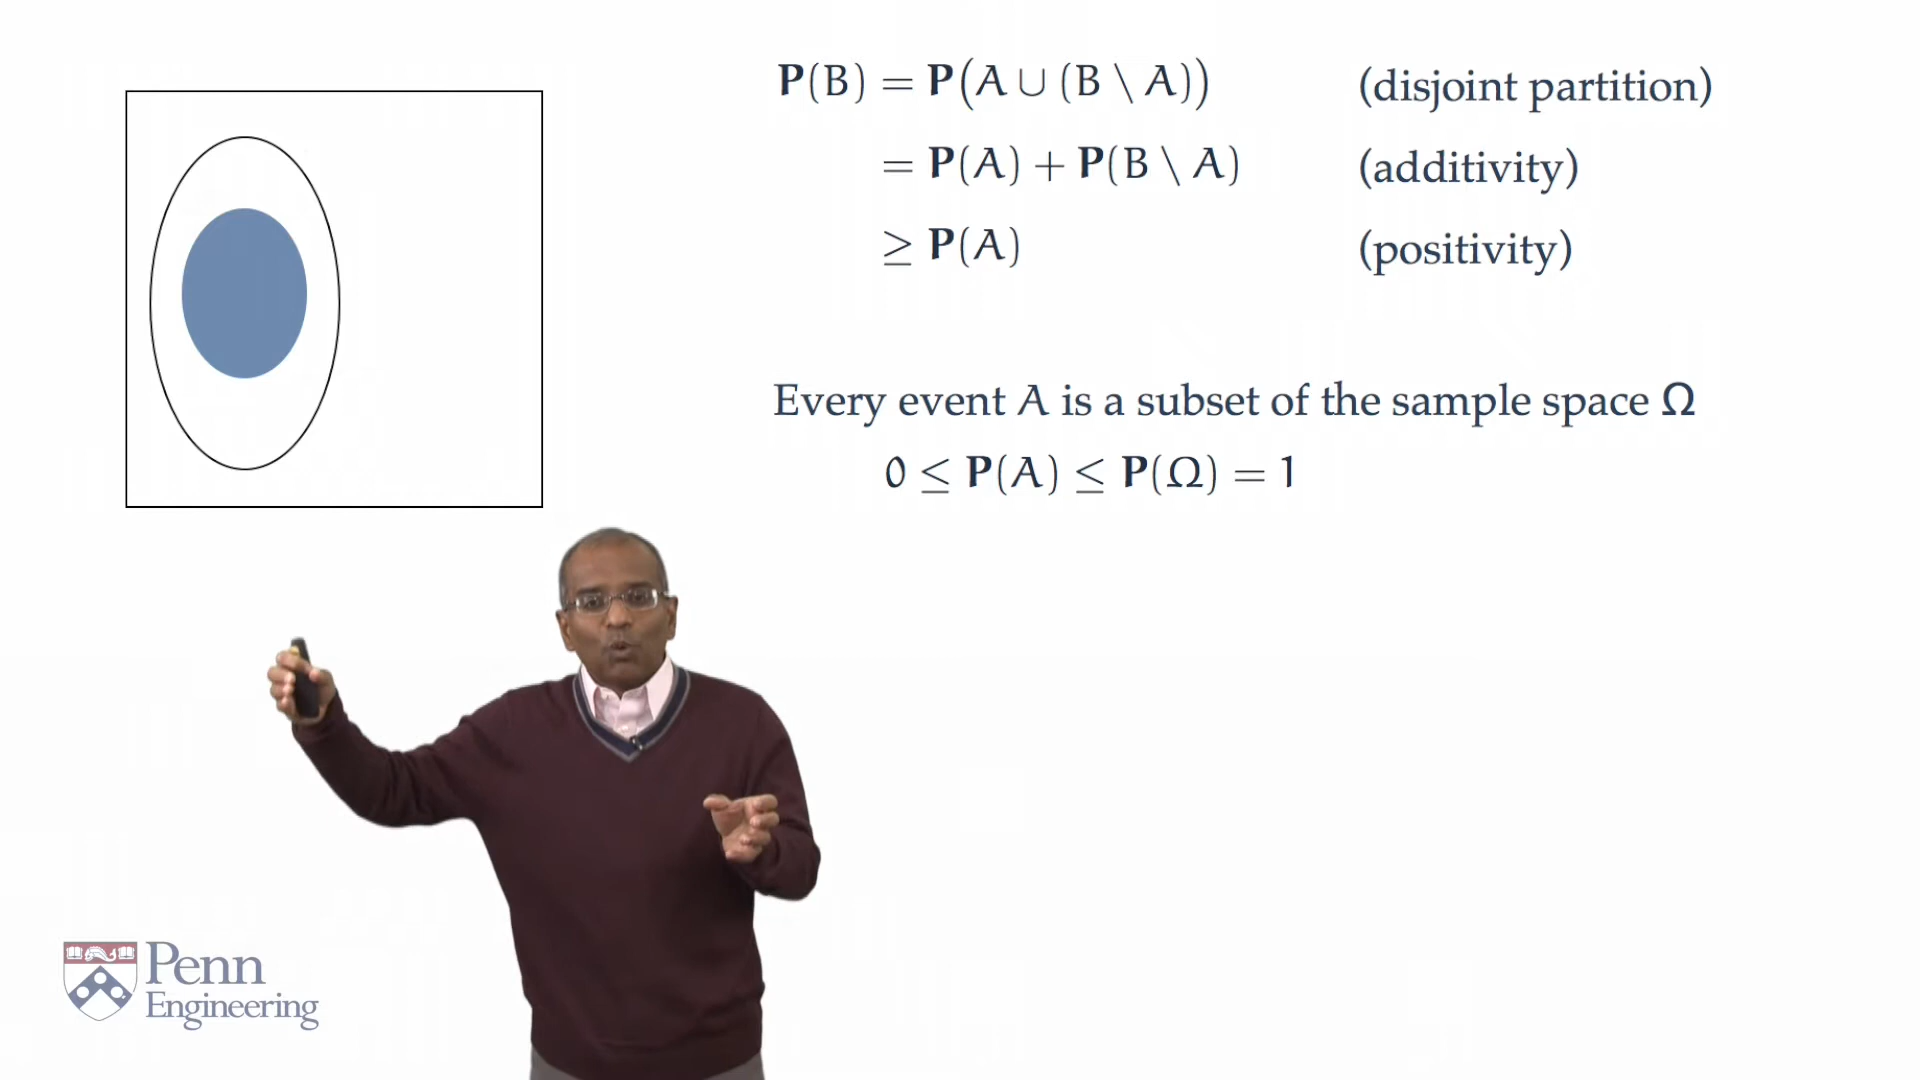 P(B) = P(A ∪ (B \ A)) (disjoint partition)
= P(A) + P(B \ A) (additivity)
≥ P(A) (positivity)
Every event A is a subset of the sample space Ω
0 ≤ P(A) ≤ P(Ω) = 1
Penn
Engineering